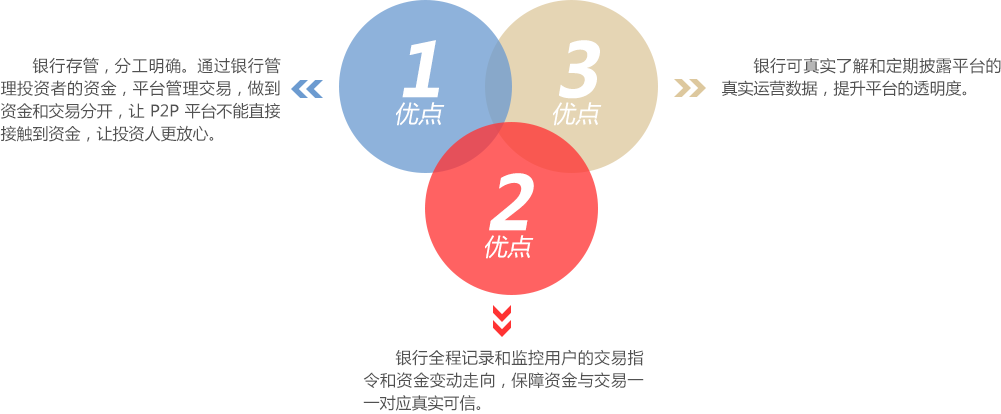 1
优点
银行存管，分工明确。通过银行管
理投资者的资金，平台管理交易，做到
资金和交易分开，让 P2P 平台不能直接
接触到资金，让投资人更放心。
3
优点
银行可真实了解和定期披露平台的
真实运营数据，提升平台的透明度。
2
优点
银行全程记录和监控用户的交易指
令和资金变动走向，保障资金与交易一
一对应真实可信。